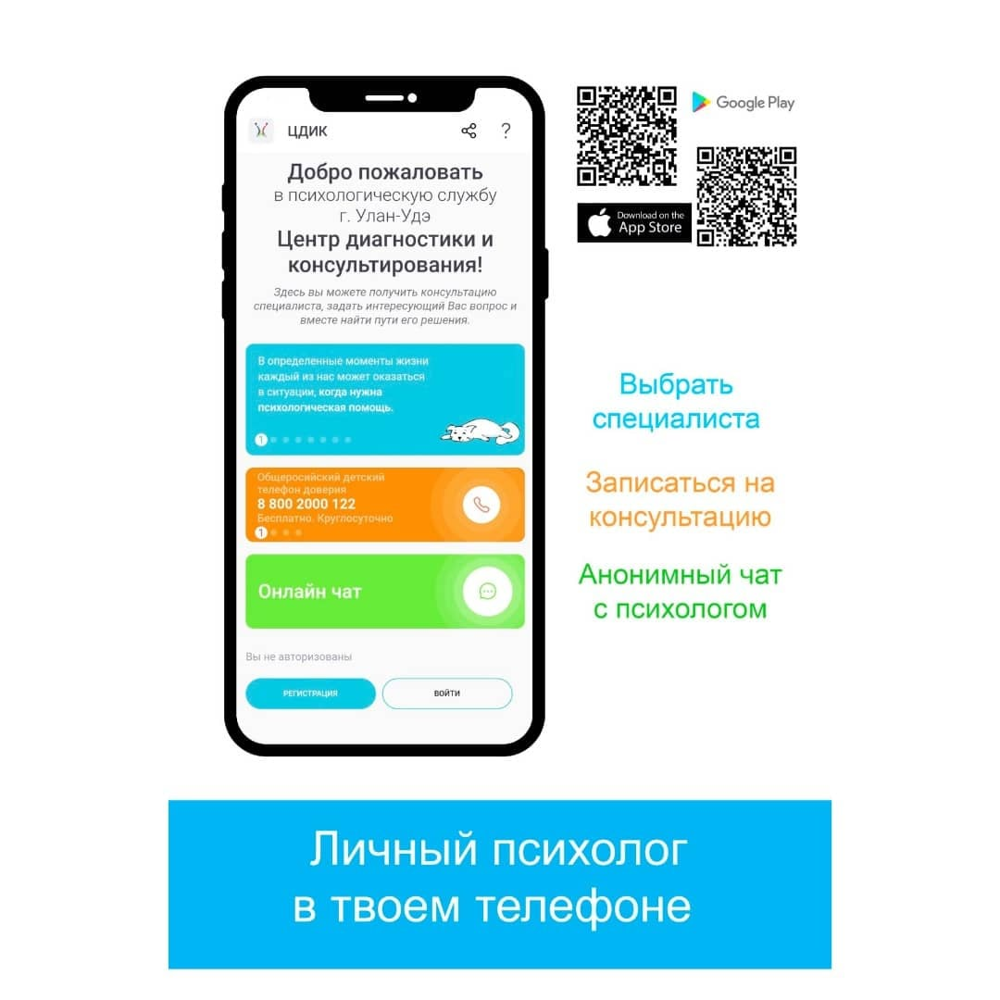 ЦДИК
?
Добро пожаловать
в психологическую службу
г. Улан-Удэ
Центр диагностики и
консультирования!
Здесь вы можете получить консультацию
специалиста, задать интересующий Вас вопрос и
вместе найти пути его решения.
В определенные моменты жизни
каждый из нас может оказаться
в ситуации, когда нужна
психологическая помощь.
1
Общеросийский детский
телефон доверия
8 800 2000 122
Бесплатно. Круглосуточно
1
Онлайн чат
Вы не авторизованы
РЕГИСТРАЦИЯ
ВОЙТИ
Google Play
Download on the
App Store
Выбрать
специалиста
Записаться на
консультацию
Анонимный чат
с психологом
Личный психолог
в твоем телефоне